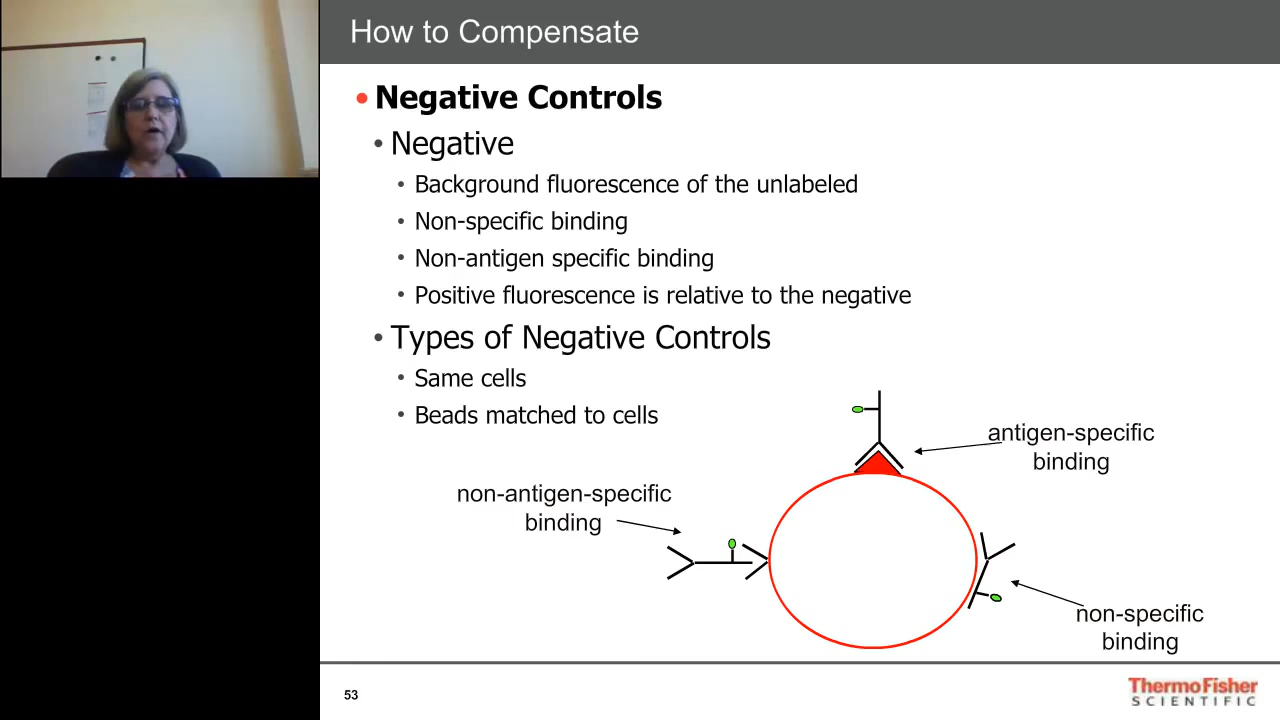 How to Compensate
• Negative Controls
• Negative
• Background fluorescence of the unlabeled
• Non-specific binding
• Non-antigen specific binding
• Positive fluorescence is relative to the negative
• Types of Negative Controls
• Same cells
• Beads matched to cells
antigen-specific
binding
non-antigen-specific
binding
non-specific
binding
53
ThermoFisher
SCIENTIFIC